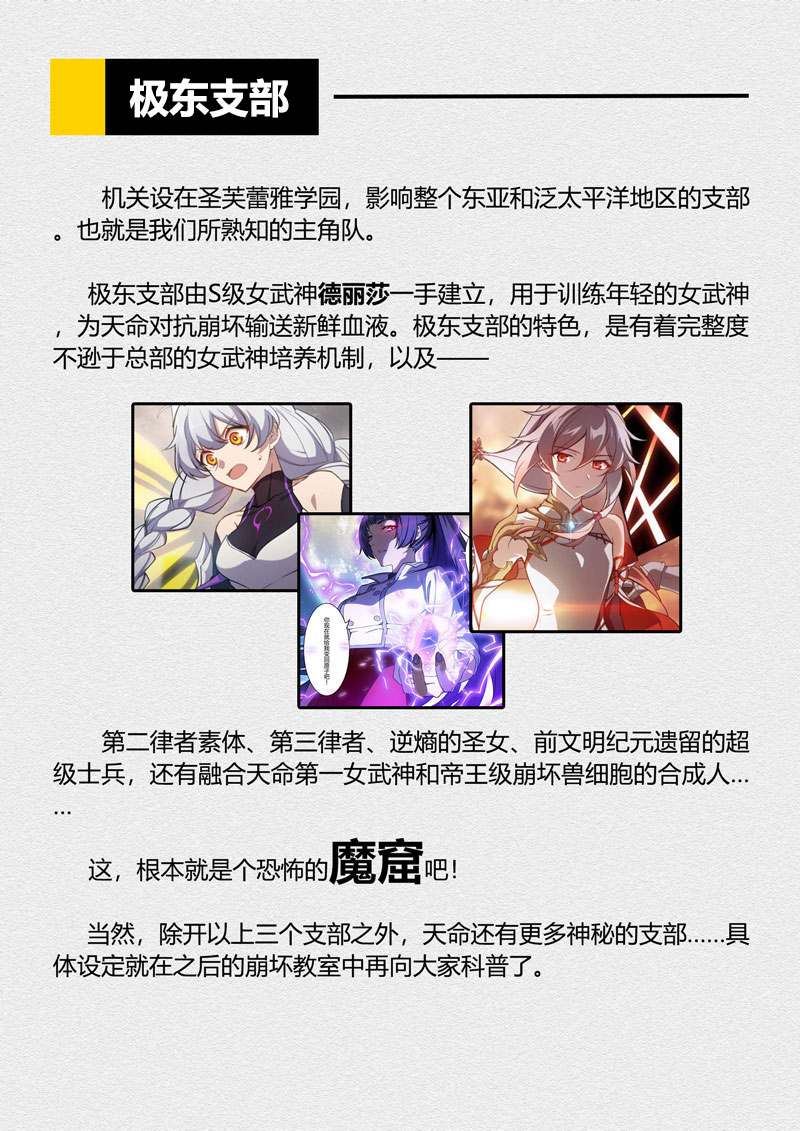 极东支部
机关设在圣芙蕾雅学园，影响整个东亚和泛太平洋地区的支部
。也就是我们所熟知的主角队。
极东支部由S级女武神德丽莎一手建立，用于训练年轻的女武神
，为天命对抗崩坏输送新鲜血液。极东支部的特色，是有着完整度
不逊于总部的女武神培养机制，以及——
你现在就给我变回原子吧！
第二律者素体、第三律者、逆熵的圣女、前文明纪元遗留的超
级士兵，还有融合天命第一女武神和帝王级崩坏兽细胞的合成人…
…
这，根本就是个恐怖的魔窟吧！
当然，除开以上三个支部之外，天命还有更多神秘的支部……具
体设定就在之后的崩坏教室中再向大家科普了。